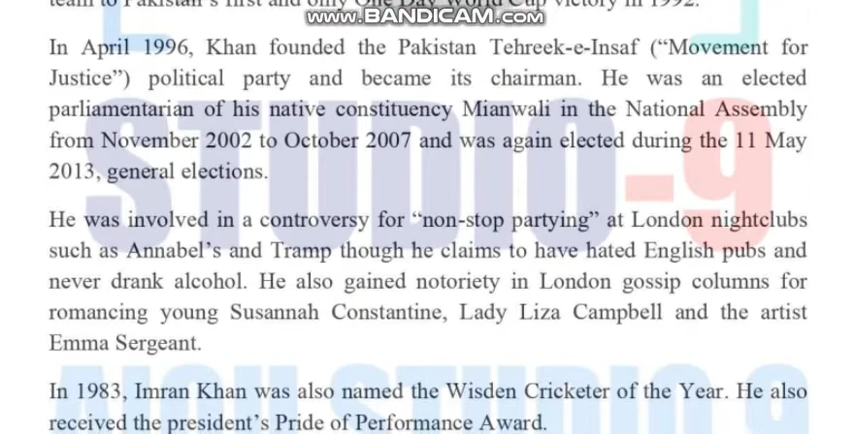 team to Pakistan's first and only One Day World Cup victory in 1992.
www.BANDICAM.com
In April 1996, Khan founded the Pakistan Tehreek-e-Insaf (“Movement for
Justice”) political party and became its chairman. He was an elected
parliamentarian of his native constituency Mianwali in the National Assembly
from November 2002 to October 2007 and was again elected during the 11 May
2013, general elections.
He was involved in a controversy for “non-stop partying” at London nightclubs
such as Annabel’s and Tramp though he claims to have hated English pubs and
never drank alcohol. He also gained notoriety in London gossip columns for
romancing young Susannah Constantine, Lady Liza Campbell and the artist
Emma Sergeant.
In 1983, Imran Khan was also named the Wisden Cricketer of the Year. He also
received the president’s Pride of Performance Award.
STUDIO-9
AIOU STUDIO 9